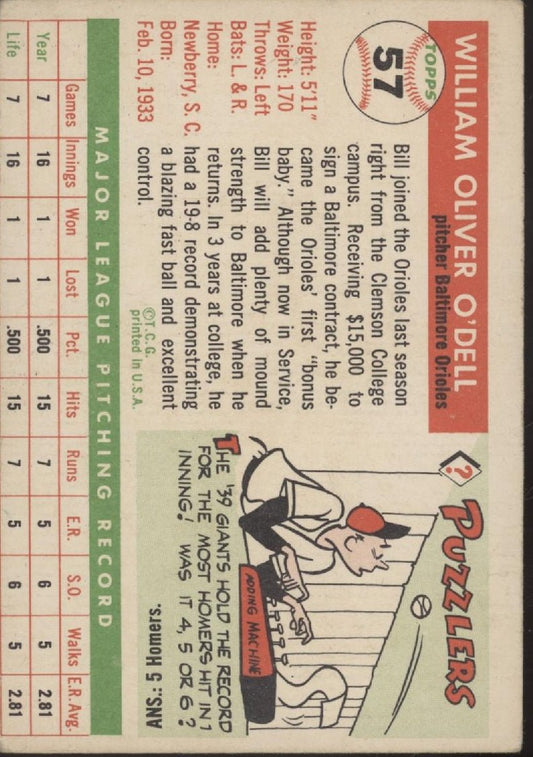 TOPPS
57
WILLIAM OLIVER O'DELL
pitcher Baltimore Orioles
Height: 5'11"
Weight: 170
Throws: Left
Bats: L. & R.
Home:
Newberry, S. C.
Born:
Feb. 10, 1933
Bill joined the Orioles last season
right from the Clemson College
campus. Receiving $15,000 to
sign a Baltimore contract, he be-
came the Orioles' first "bonus
baby." Although now in Service,
Bill will add plenty of mound
strength to Baltimore when he
returns. In 3 years at college, he
had a 19-8 record demonstrating
a blazing fast ball and excellent
control.
©T.C.G.
printed in U.S.A.
?
PUZZLERS
ADDING MACHINE
THE '39 GIANTS HOLD THE RECORD
FOR THE MOST HOMERS HIT IN 1
INNING! WAS IT 4, 5 OR 6?
ANS: 5 Homers.
MAJOR LEAGUE PITCHING RECORD
Games Innings Won Lost Pct. Hits Runs E.R. S.O. Walks E.R.Avg.
Year 7 16 1 1 .500 15 7 5 6 5 2.81
Life 7 16 1 1 .500 15 7 5 6 5 2.81